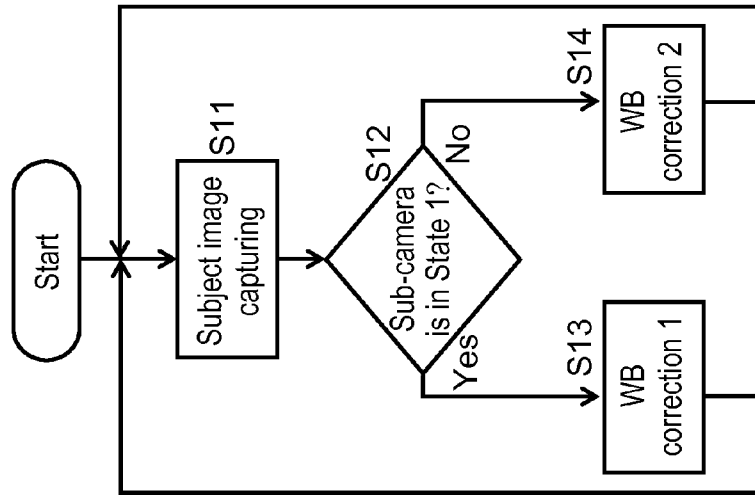 Start
S11
Subject image
capturing
S12
Sub-camera
is in State 1?
Yes
No
S13
WB
correction 1
S14
WB
correction 2